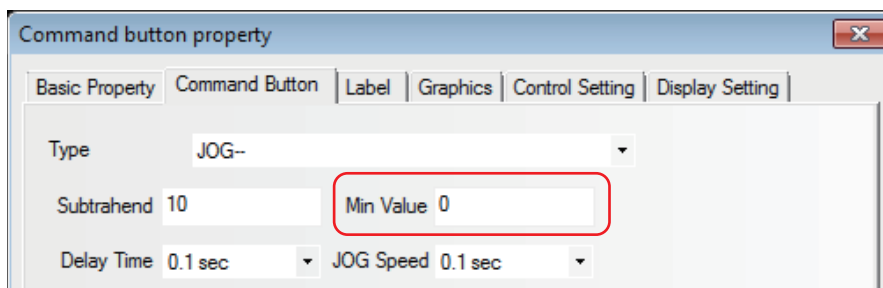 Command button property
Basic Property Command Button Label Graphics Control Setting Display Setting
Type JOG--
Subtrahend 10 Min Value 0
Delay Time 0.1 sec JOG Speed 0.1 sec